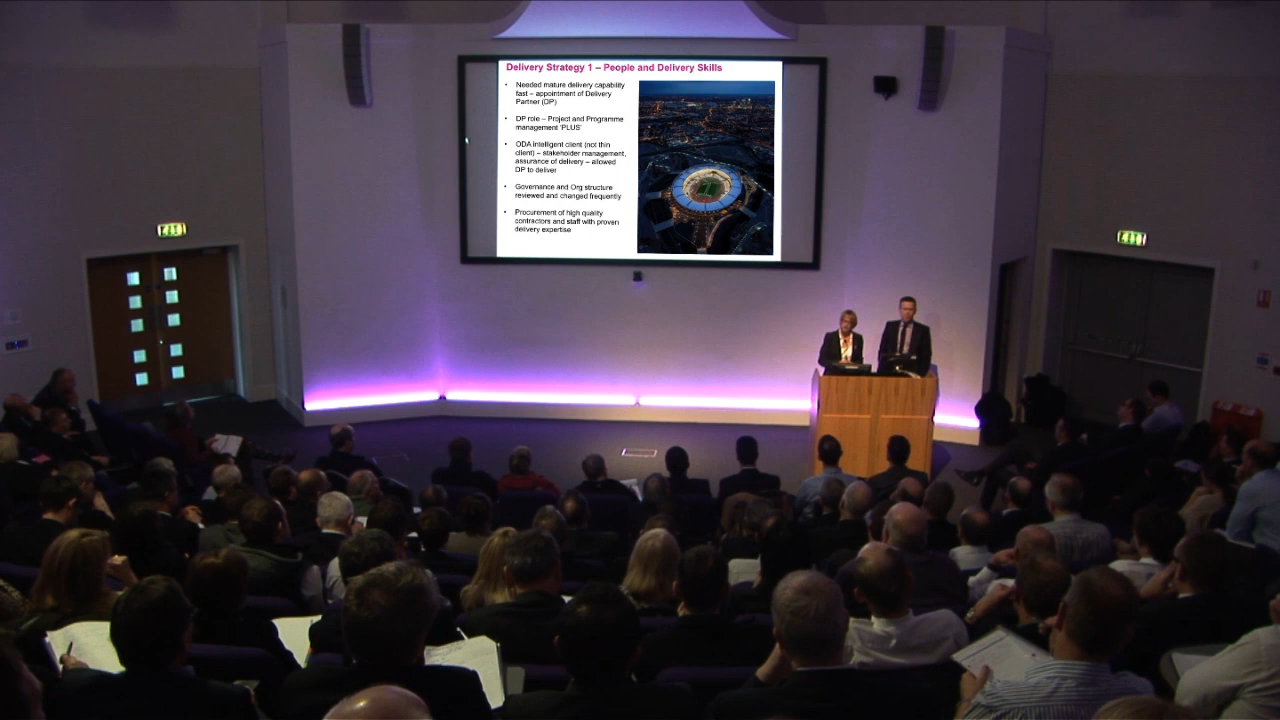 Delivery Strategy 1 – People and Delivery Skills
• Needed mature delivery capability
fast – appointment of Delivery
Partner (DP)
• DP role – Project and Programme
management 'PLUS'
• ODA intelligent client (not thin
client) – stakeholder management,
assurance of delivery – allowed
DP to deliver
• Governance and Org structure
reviewed and changed frequently
• Procurement of high quality
contractors and staff with proven
delivery expertise